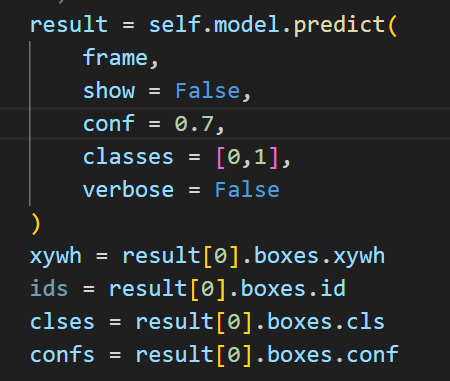 result = self.model.predict(
    frame,
    show = False,
    conf = 0.7,
    classes = [0,1],
    verbose = False
)
xywh = result[0].boxes.xywh
ids = result[0].boxes.id
clses = result[0].boxes.cls
confs = result[0].boxes.conf